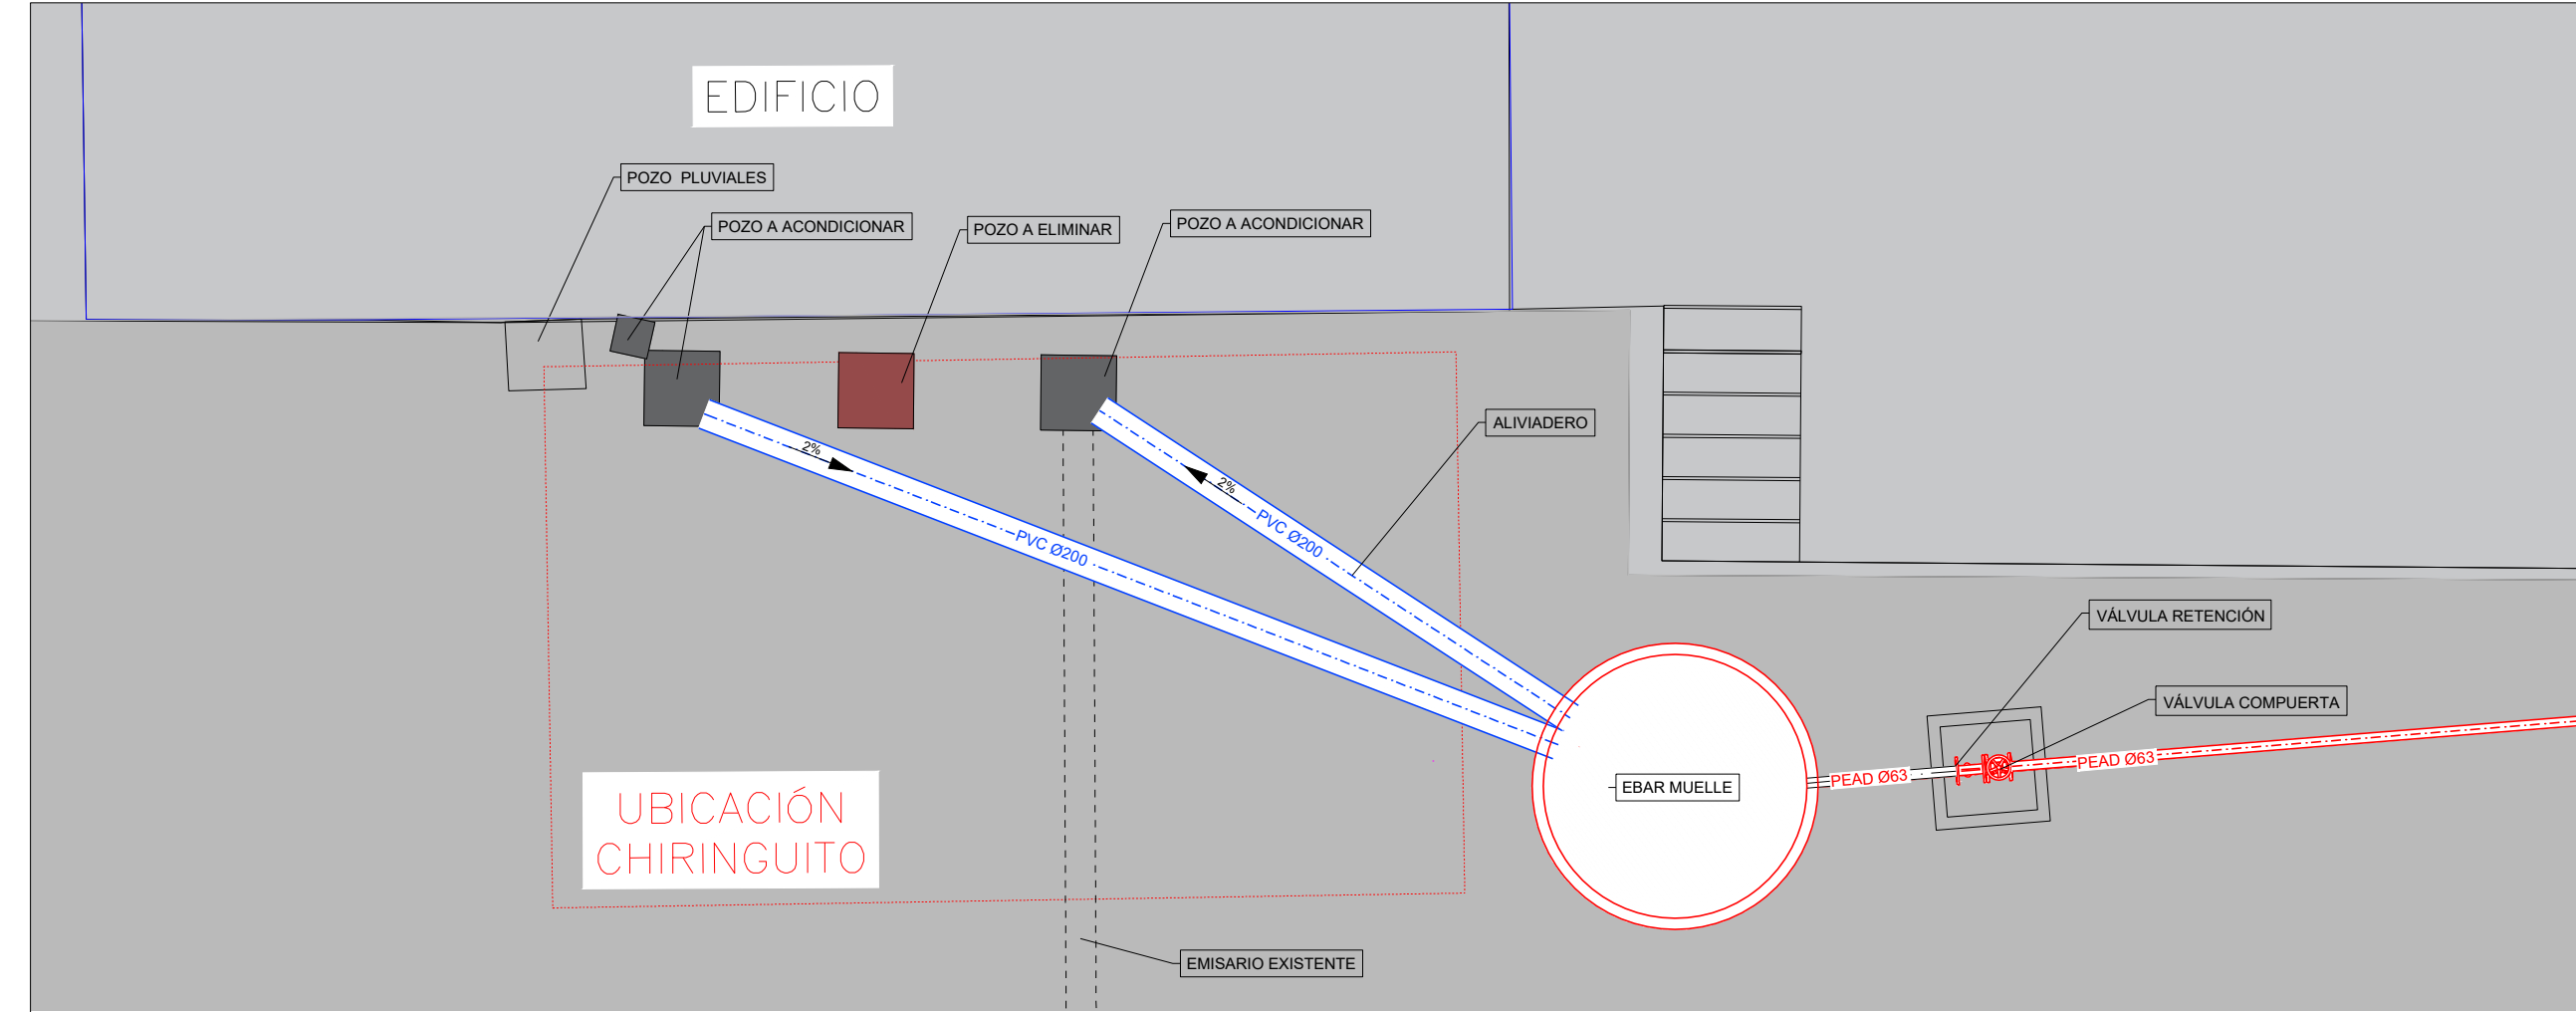 EDIFICIO
POZO PLUVIALES
POZO A ACONDICIONAR
POZO A ELIMINAR
POZO A ACONDICIONAR
ALIVIADERO
2%
2%
PVC Ø200
PVC Ø200
VÁLVULA RETENCIÓN
VÁLVULA COMPUERTA
PEAD Ø63
PEAD Ø63
EBAR MUELLE
UBICACIÓN
CHIRINGUITO
EMISARIO EXISTENTE